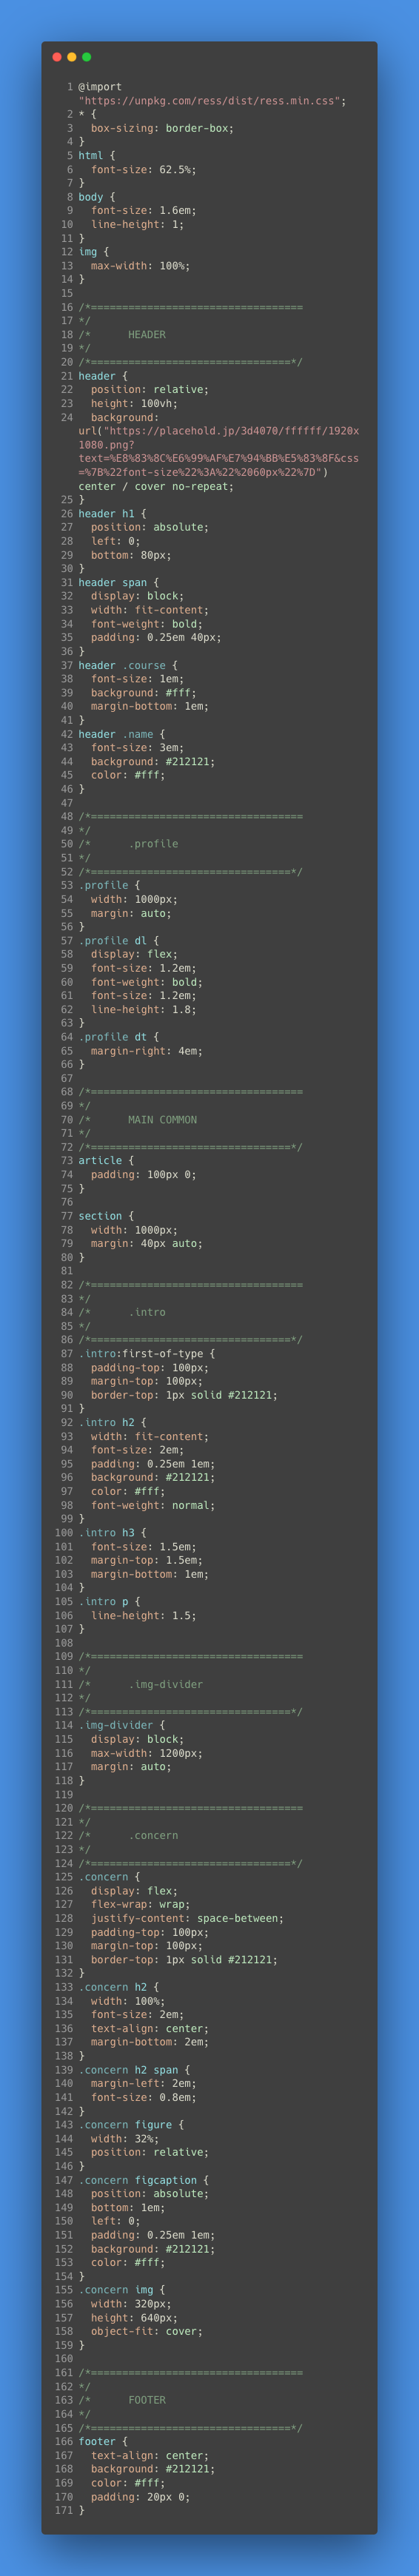 1 @import
"https://unpkg.com/ress/dist/ress.min.css";
2 * {
3   box-sizing: border-box;
4 }
5 html {
6   font-size: 62.5%;
7 }
8 body {
9   font-size: 1.6em;
10   line-height: 1;
11 }
12 img {
13   max-width: 100%;
14 }
15
16 /*==================================
17 */
18 /*      HEADER
19 */
20 /*================================*/
21 header {
22   position: relative;
23   height: 100vh;
24   background:
url("https://placehold.jp/3d4070/ffffff/1920x
1080.png?
text=%E8%83%8C%E6%99%AF%E7%94%BB%E5%83%8F&css
=%7B%22font-size%22%3A%22%2060px%22%7D")
center / cover no-repeat;
25 }
26 header h1 {
27   position: absolute;
28   left: 0;
29   bottom: 80px;
30 }
31 header span {
32   display: block;
33   width: fit-content;
34   font-weight: bold;
35   padding: 0.25em 40px;
36 }
37 header .course {
38   font-size: 1em;
39   background: #fff;
40   margin-bottom: 1em;
41 }
42 header .name {
43   font-size: 3em;
44   background: #212121;
45   color: #fff;
46 }
47
48 /*==================================
49 */
50 /*      .profile
51 */
52 /*================================*/
53 .profile {
54   width: 1000px;
55   margin: auto;
56 }
57 .profile dl {
58   display: flex;
59   font-size: 1.2em;
60   font-weight: bold;
61   font-size: 1.2em;
62   line-height: 1.8;
63 }
64 .profile dt {
65   margin-right: 4em;
66 }
67
68 /*==================================
69 */
70 /*      MAIN COMMON
71 */
72 /*================================*/
73 article {
74   padding: 100px 0;
75 }
76
77 section {
78   width: 1000px;
79   margin: 40px auto;
80 }
81
82 /*==================================
83 */
84 /*      .intro
85 */
86 /*================================*/
87 .intro:first-of-type {
88   padding-top: 100px;
89   margin-top: 100px;
90   border-top: 1px solid #212121;
91 }
92 .intro h2 {
93   width: fit-content;
94   font-size: 2em;
95   padding: 0.25em 1em;
96   background: #212121;
97   color: #fff;
98   font-weight: normal;
99 }
100 .intro h3 {
101   font-size: 1.5em;
102   margin-top: 1.5em;
103   margin-bottom: 1em;
104 }
105 .intro p {
106   line-height: 1.5;
107 }
108
109 /*==================================
110 */
111 /*      .img-divider
112 */
113 /*================================*/
114 .img-divider {
115   display: block;
116   max-width: 1200px;
117   margin: auto;
118 }
119
120 /*==================================
121 */
122 /*      .concern
123 */
124 /*================================*/
125 .concern {
126   display: flex;
127   flex-wrap: wrap;
128   justify-content: space-between;
129   padding-top: 100px;
130   margin-top: 100px;
131   border-top: 1px solid #212121;
132 }
133 .concern h2 {
134   width: 100%;
135   font-size: 2em;
136   text-align: center;
137   margin-bottom: 2em;
138 }
139 .concern h2 span {
140   margin-left: 2em;
141   font-size: 0.8em;
142 }
143 .concern figure {
144   width: 32%;
145   position: relative;
146 }
147 .concern figcaption {
148   position: absolute;
149   bottom: 1em;
150   left: 0;
151   padding: 0.25em 1em;
152   background: #212121;
153   color: #fff;
154 }
155 .concern img {
156   width: 320px;
157   height: 640px;
158   object-fit: cover;
159 }
160
161 /*==================================
162 */
163 /*      FOOTER
164 */
165 /*================================*/
166 footer {
167   text-align: center;
168   background: #212121;
169   color: #fff;
170   padding: 20px 0;
171 }